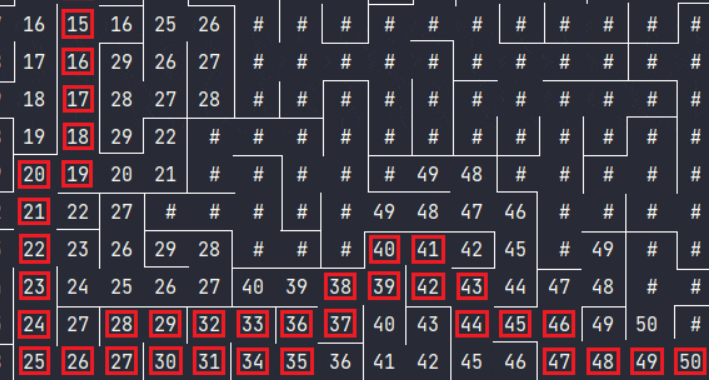 16 15 16 25 26 # # # # # # # # # # #
17 16 29 26 27 # # # # # # # # # # #
18 17 28 27 28 # # # # # # # # # # #
19 18 29 22 # # # # # # # # # # # #
20 19 20 21 # # # # # 49 48 # # # # #
21 22 27 # # # # # 49 48 47 46 # # # #
22 23 26 29 28 # # # 40 41 42 45 # 49 # #
23 24 25 26 27 40 39 38 39 42 43 44 47 48 # #
24 27 28 29 32 33 36 37 40 43 44 45 46 49 50 #
25 26 27 30 31 34 35 36 41 42 45 46 47 48 49 50